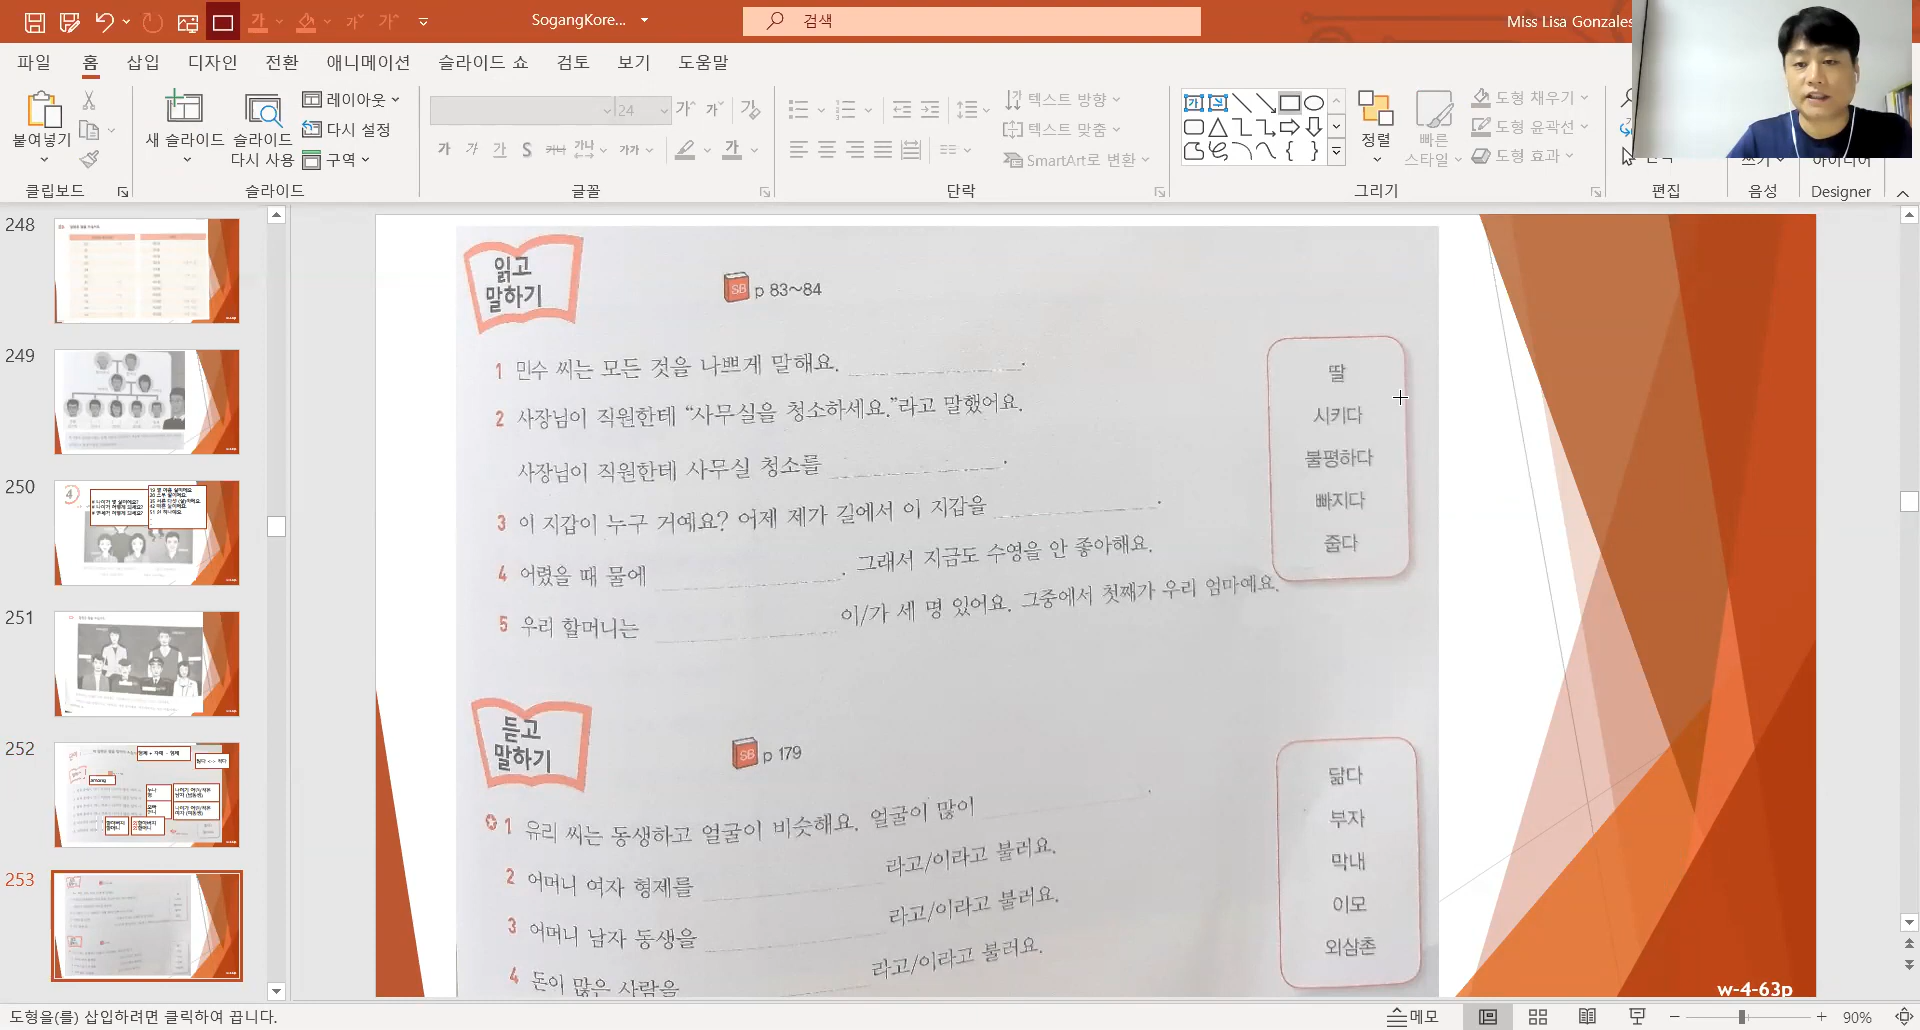 SogangKore...
검색
Miss Lisa Gonzales
파일 홈 삽입 디자인 전환 애니메이션 슬라이드 쇼 검토 보기 도움말
붙여넣기
새 슬라이드
슬라이드 다시 사용
레이아웃
다시 설정
구역
24
텍스트 방향
텍스트 맞춤
SmartArt로 변환
정렬
빠른 스타일
도형 채우기
도형 윤곽선
도형 효과
클립보드 슬라이드 글꼴 단락 그리기 편집 음성 Designer
248
249
250
251
252
253
읽고
말하기
SB p 83~84
1 민수 씨는 모든 것을 나쁘게 말해요. .
2 사장님이 직원한테 “사무실을 청소하세요.”라고 말했어요.
사장님이 직원한테 사무실 청소를 .
3 이 지갑이 누구 거예요? 어제 제가 길에서 이 지갑을 .
4 어렸을 때 물에 . 그래서 지금도 수영을 안 좋아해요.
5 우리 할머니는 이/가 세 명 있어요. 그중에서 첫째가 우리 엄마예요.
딸
시키다
불평하다
빠지다
줍다
듣고
말하기
SB p 179
1 유리 씨는 동생하고 얼굴이 비슷해요. 얼굴이 많이 .
2 어머니 여자 형제를 라고/이라고 불러요.
3 어머니 남자 동생을 라고/이라고 불러요.
4 돈이 많은 사람을 라고/이라고 불러요.
닮다
부자
막내
이모
외삼촌
w-4-63p
도형을(를) 삽입하려면 클릭하여 끕니다.
메모
90%